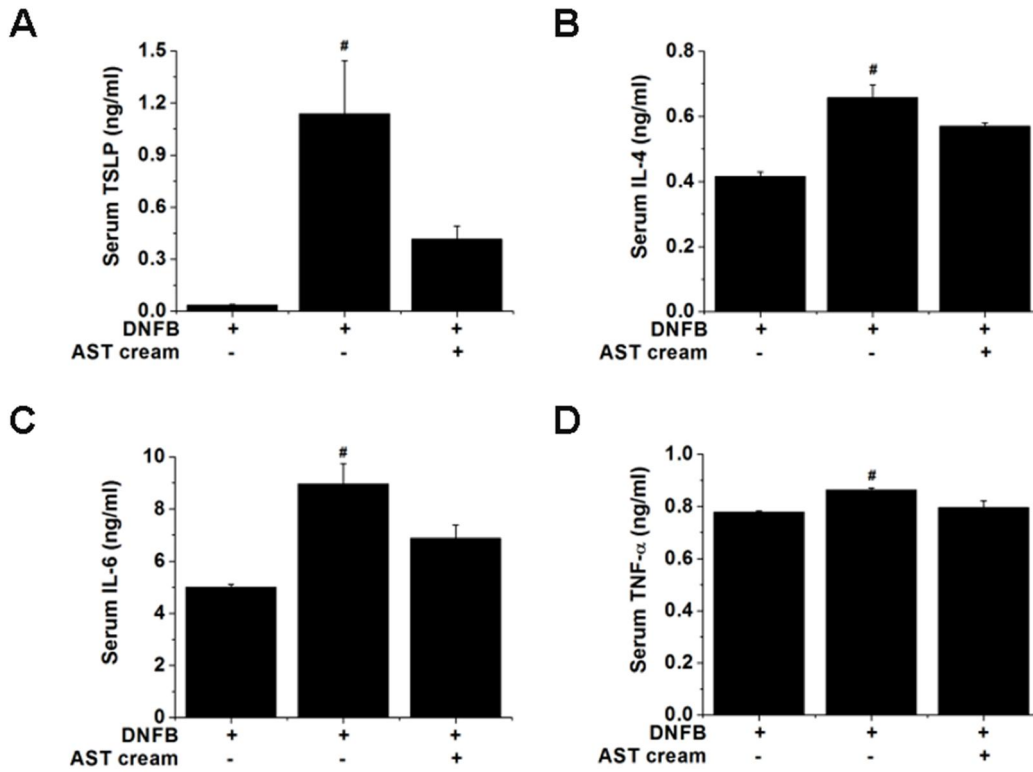 A
Serum TSLP (ng/ml)
1.5
1.2
0.9
0.6
0.3
0.0
#
DNFB + + +
AST cream - - +
B
Serum IL-4 (ng/ml)
0.8
0.6
0.4
0.2
0.0
#
DNFB + + +
AST cream - - +
C
Serum IL-6 (ng/ml)
10
8
6
4
2
0
#
DNFB + + +
AST cream - - +
D
Serum TNF-α (ng/ml)
1.0
0.8
0.6
0.4
0.2
0.0
#
DNFB + + +
AST cream - - +